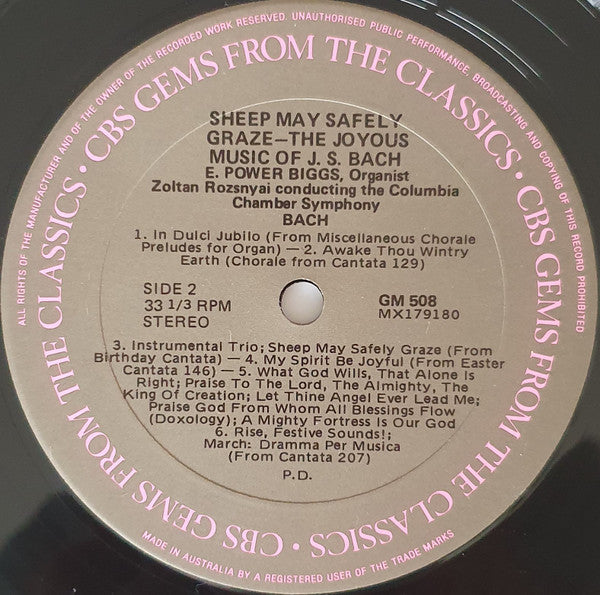 ALL RIGHTS OF THE MANUFACTURER AND OF THE OWNER OF THE RECORDED WORK RESERVED. UNAUTHORISED PUBLIC PERFORMANCE, BROADCASTING AND COPYING OF THIS RECORD PROHIBITED
CBS GEMS FROM THE CLASSICS • CBS GEMS FROM THE CLASSICS • CBS GEMS FROM THE CLASSICS •
SHEEP MAY SAFELY
GRAZE—THE JOYOUS
MUSIC OF J. S. BACH
E. POWER BIGGS, Organist
Zoltan Rozsnyai conducting the Columbia
Chamber Symphony
BACH
1. In Dulci Jubilo (From Miscellaneous Chorale
Preludes for Organ) — 2. Awake Thou Wintry
Earth (Chorale from Cantata 129)
SIDE 2
33 1/3 RPM
STEREO
GM 508
MX179180
3. Instrumental Trio; Sheep May Safely Graze (From
Birthday Cantata) — 4. My Spirit Be Joyful (From Easter
Cantata 146) — 5. What God Wills, That Alone Is
Right; Praise To The Lord, The Almighty, The
King Of Creation; Let Thine Angel Ever Lead Me;
Praise God From Whom All Blessings Flow
(Doxology); A Mighty Fortress Is Our God
6. Rise, Festive Sounds!;
March: Dramma Per Musica
(From Cantata 207)
P.D.
MADE IN AUSTRALIA BY A REGISTERED USER OF THE TRADE MARKS